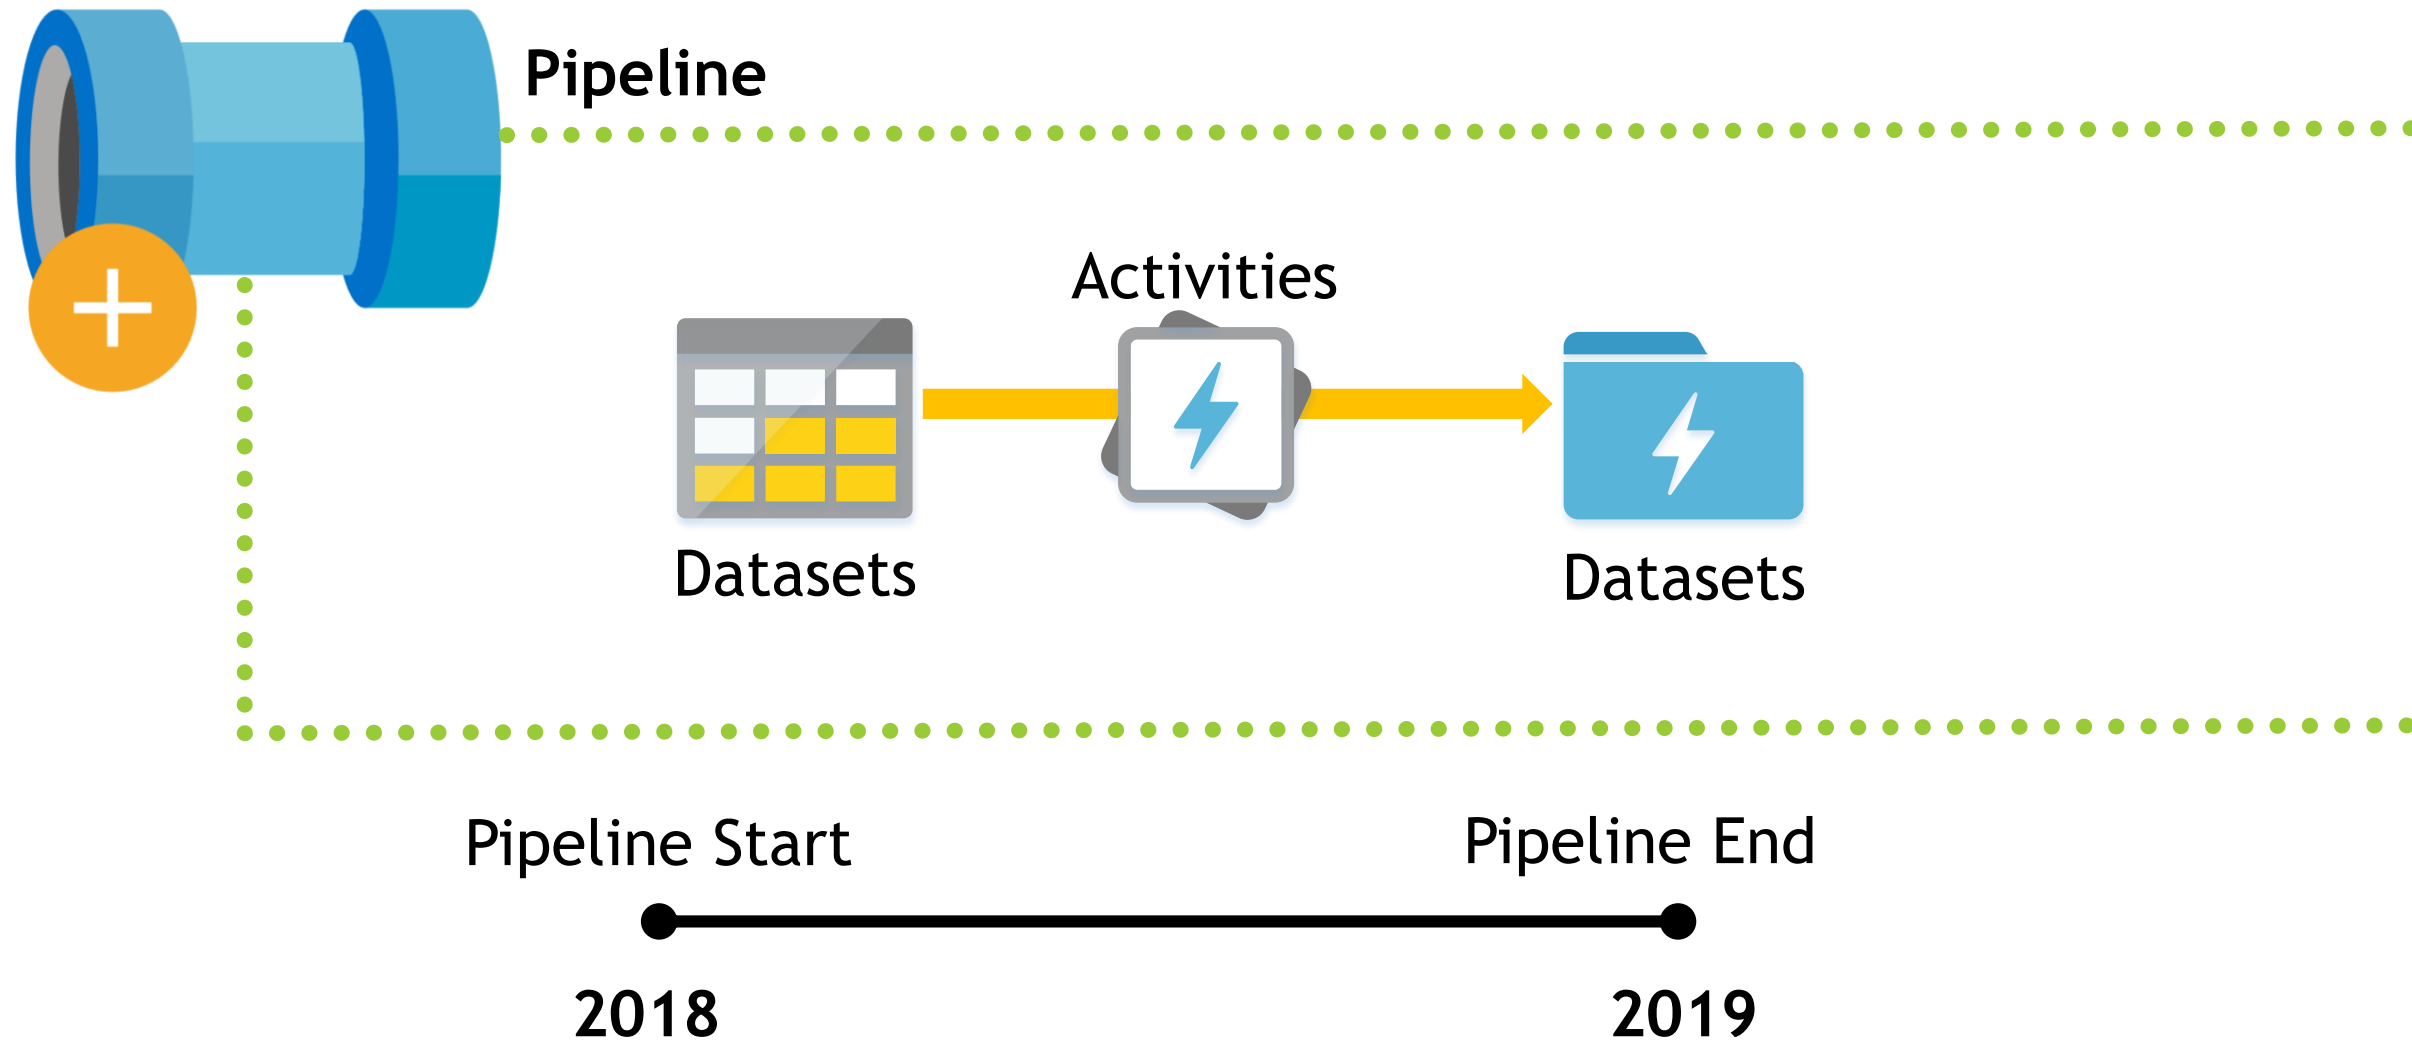 Pipeline
Activities
Datasets
Datasets
Pipeline Start
Pipeline End
2018
2019